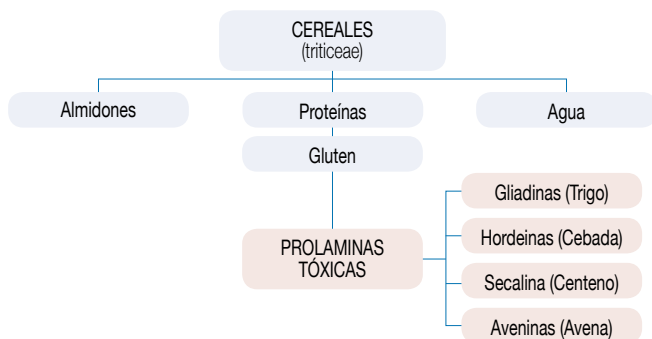 CEREALES
(triticeae)
Almidones
Proteínas
Agua
Gluten
PROLAMINAS
TÓXICAS
Gliadinas (Trigo)
Hordeinas (Cebada)
Secalina (Centeno)
Aveninas (Avena)